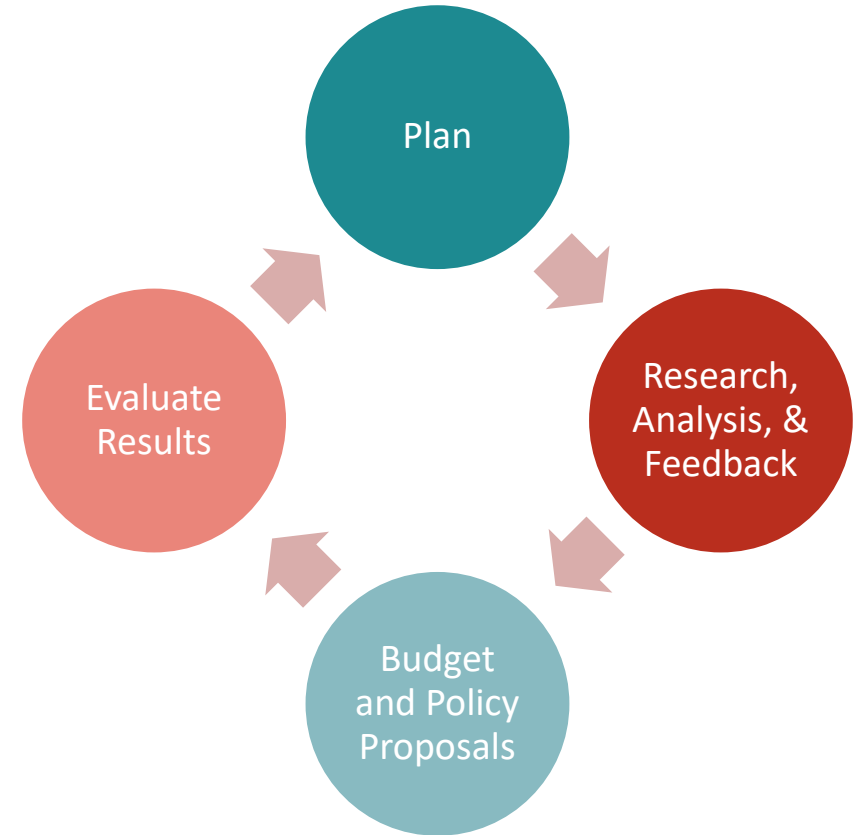 Plan
Research,
Analysis, &
Feedback
Budget
and Policy
Proposals
Evaluate
Results